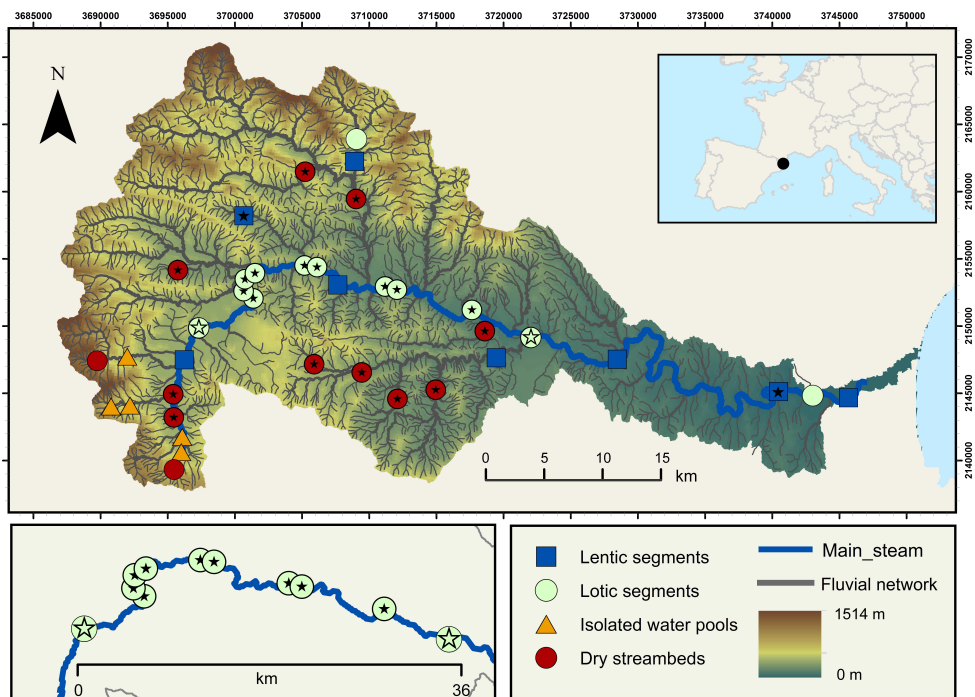 3685000 3690000 3695000 3700000 3705000 3710000 3715000 3720000 3725000 3730000 3735000 3740000 3745000 3750000
N
2170000
2165000
2160000
2155000
2150000
2145000
2140000
0 5 10 15
km
km
0 36
Lentic segments
Lotic segments
Isolated water pools
Dry streambeds
Main_steam
Fluvial network
1514 m
0 m